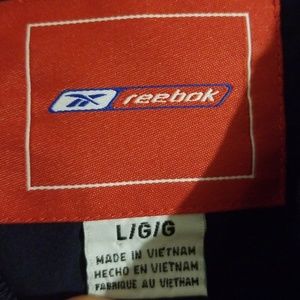 reebok
L/G/G
MADE IN VIETNAM
HECHO EN VIETNAM
FABRIQUE AU VIETNAM